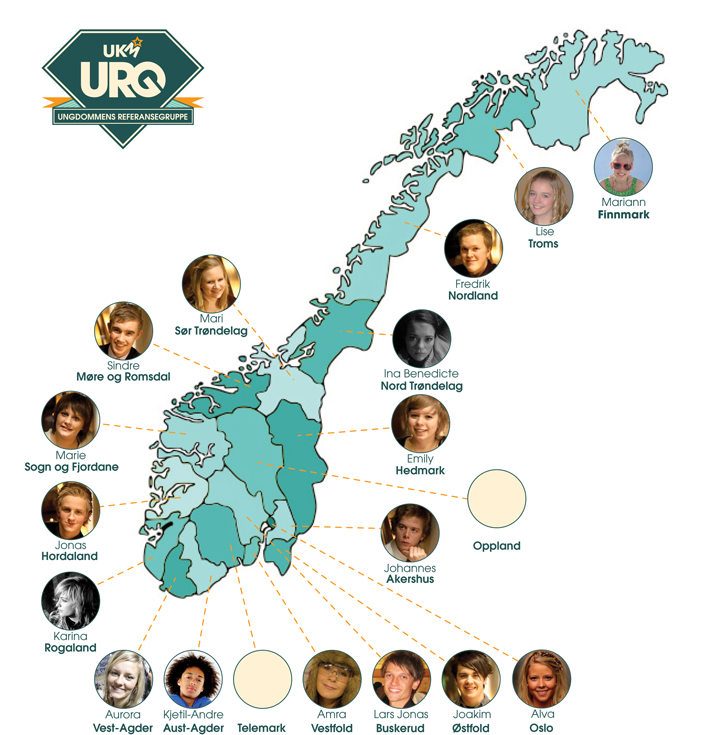 UKM
URG
UNGDOMMENS REFERANSEGRUPPE
Mariann
Finnmark
Lise
Troms
Fredrik
Nordland
Mari
Sør Trøndelag
Sindre
Møre og Romsdal
Ina Benedicte
Nord Trøndelag
Marie
Sogn og Fjordane
Emily
Hedmark
Oppland
Jonas
Hordaland
Johannes
Akershus
Karina
Rogaland
Aurora
Vest-Agder
Kjetil-Andre
Aust-Agder
Telemark
Amra
Vestfold
Lars Jonas
Buskerud
Joakim
Østfold
Alva
Oslo